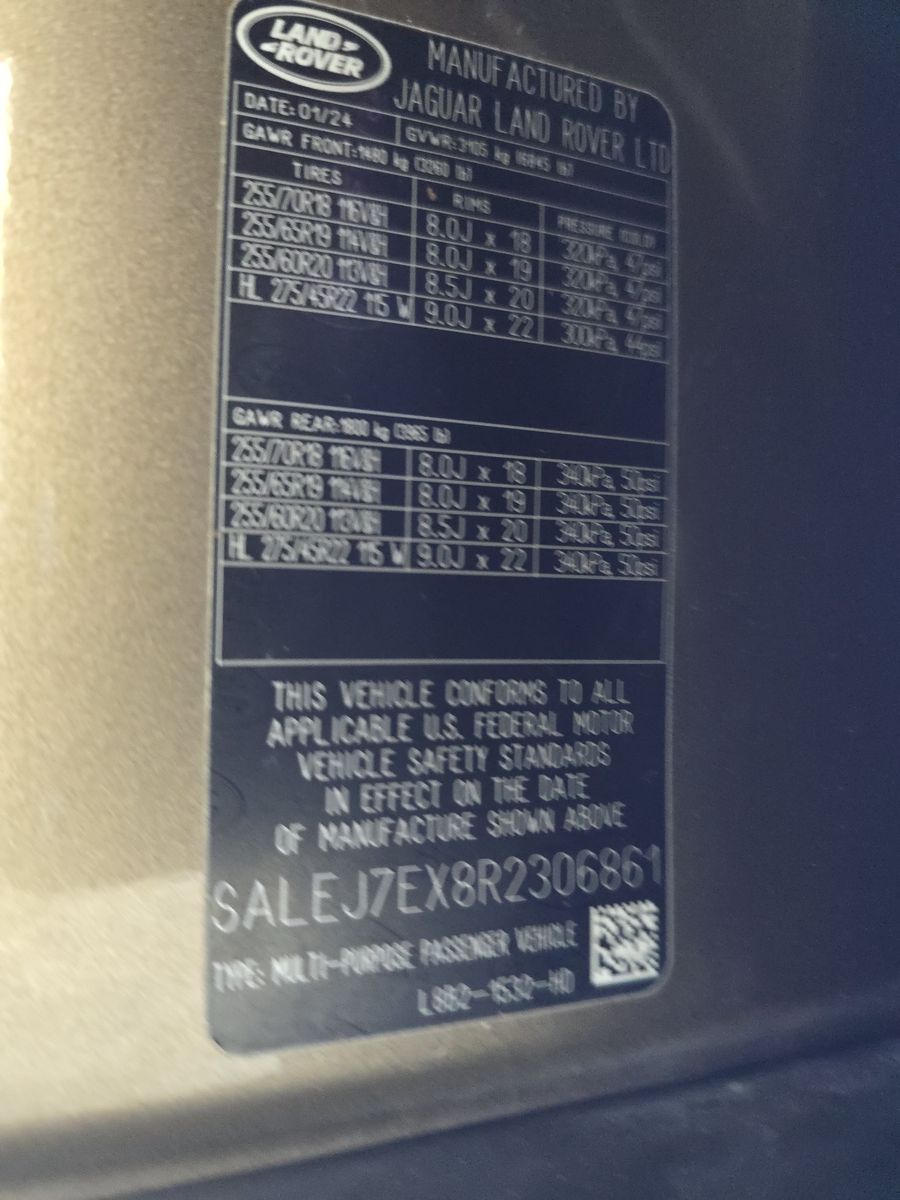 LAND ROVER
MANUFACTURED BY
JAGUAR LAND ROVER LTD
DATE: 01/24 GVWR: 3105 kg (6845 lb)
GAWR FRONT: 1480 kg (3260 lb)
TIRES RIMS PRESSURE (COLD)
255/70R18 116V&H 8.0J x 18 320kPa, 47psi
255/65R19 114V&H 8.0J x 19 320kPa, 47psi
255/60R20 113V&H 8.5J x 20 320kPa, 47psi
HL 275/45R22 115 W 9.0J x 22 300kPa, 44psi
GAWR REAR: 1800 kg (3965 lb)
255/70R18 116V&H 8.0J x 18 340kPa, 50psi
255/65R19 114V&H 8.0J x 19 340kPa, 50psi
255/60R20 113V&H 8.5J x 20 340kPa, 50psi
HL 275/45R22 115 W 9.0J x 22 340kPa, 50psi
THIS VEHICLE CONFORMS TO ALL
APPLICABLE U.S. FEDERAL MOTOR
VEHICLE SAFETY STANDARDS
IN EFFECT ON THE DATE
OF MANUFACTURE SHOWN ABOVE
SALEJ7EX8R2306861
TYPE: MULTI-PURPOSE PASSENGER VEHICLE